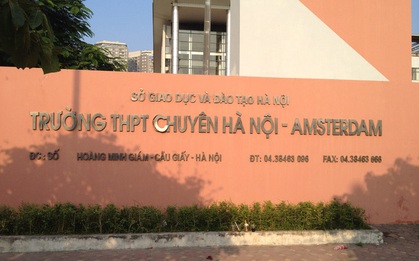 SỞ GIÁO DỤC VÀ ĐÀO TẠO HÀ NỘI
TRƯỜNG THPT CHUYÊN HÀ NỘI - AMSTERDAM
ĐC: SỐ HOÀNG MINH GIÁM - CẦU GIẤY - HÀ NỘI ĐT: 04.38463 096 FAX: 04.38463 666